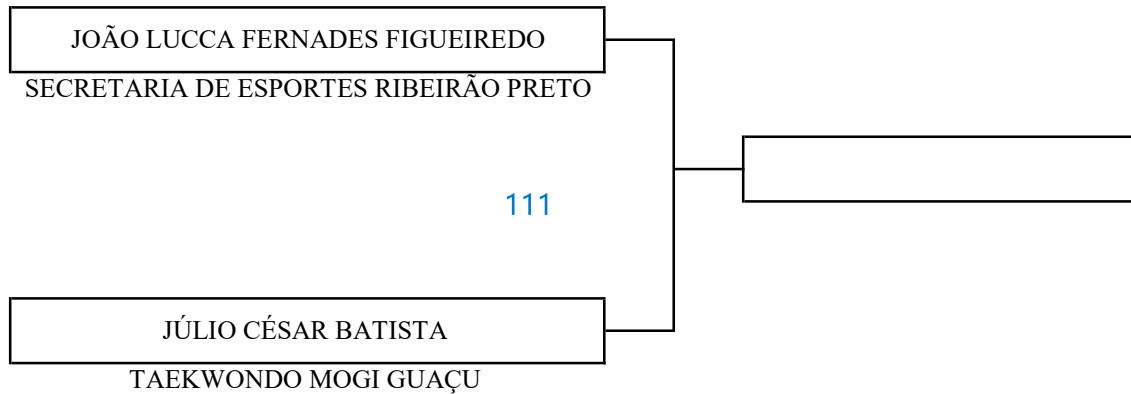 JOÃO LUCCA FERNADES FIGUEIREDO
SECRETARIA DE ESPORTES RIBEIRÃO PRETO
111
JÚLIO CÉSAR BATISTA
TAEKWONDO MOGI GUAÇU